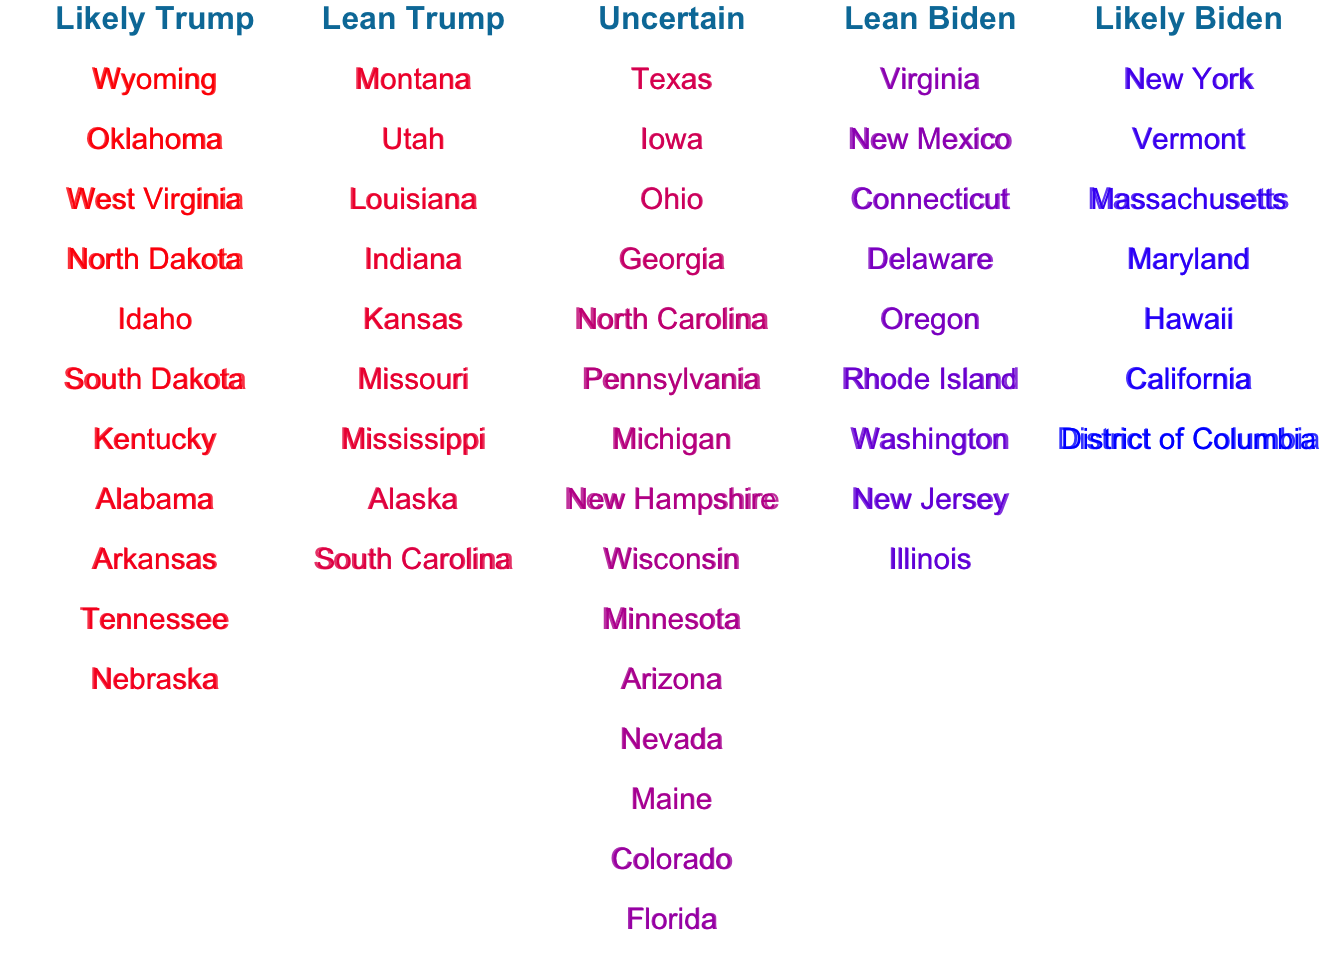 Likely Trump Lean Trump Uncertain Lean Biden Likely Biden
Wyoming Montana Texas Virginia New York
Oklahoma Utah Iowa New Mexico Vermont
West Virginia Louisiana Ohio Connecticut Massachusetts
North Dakota Indiana Georgia Delaware Maryland
Idaho Kansas North Carolina Oregon Hawaii
South Dakota Missouri Pennsylvania Rhode Island California
Kentucky Mississippi Michigan Washington District of Columbia
Alabama Alaska New Hampshire New Jersey
Arkansas South Carolina Wisconsin Illinois
Tennessee Minnesota
Nebraska Arizona
Nevada
Maine
Colorado
Florida